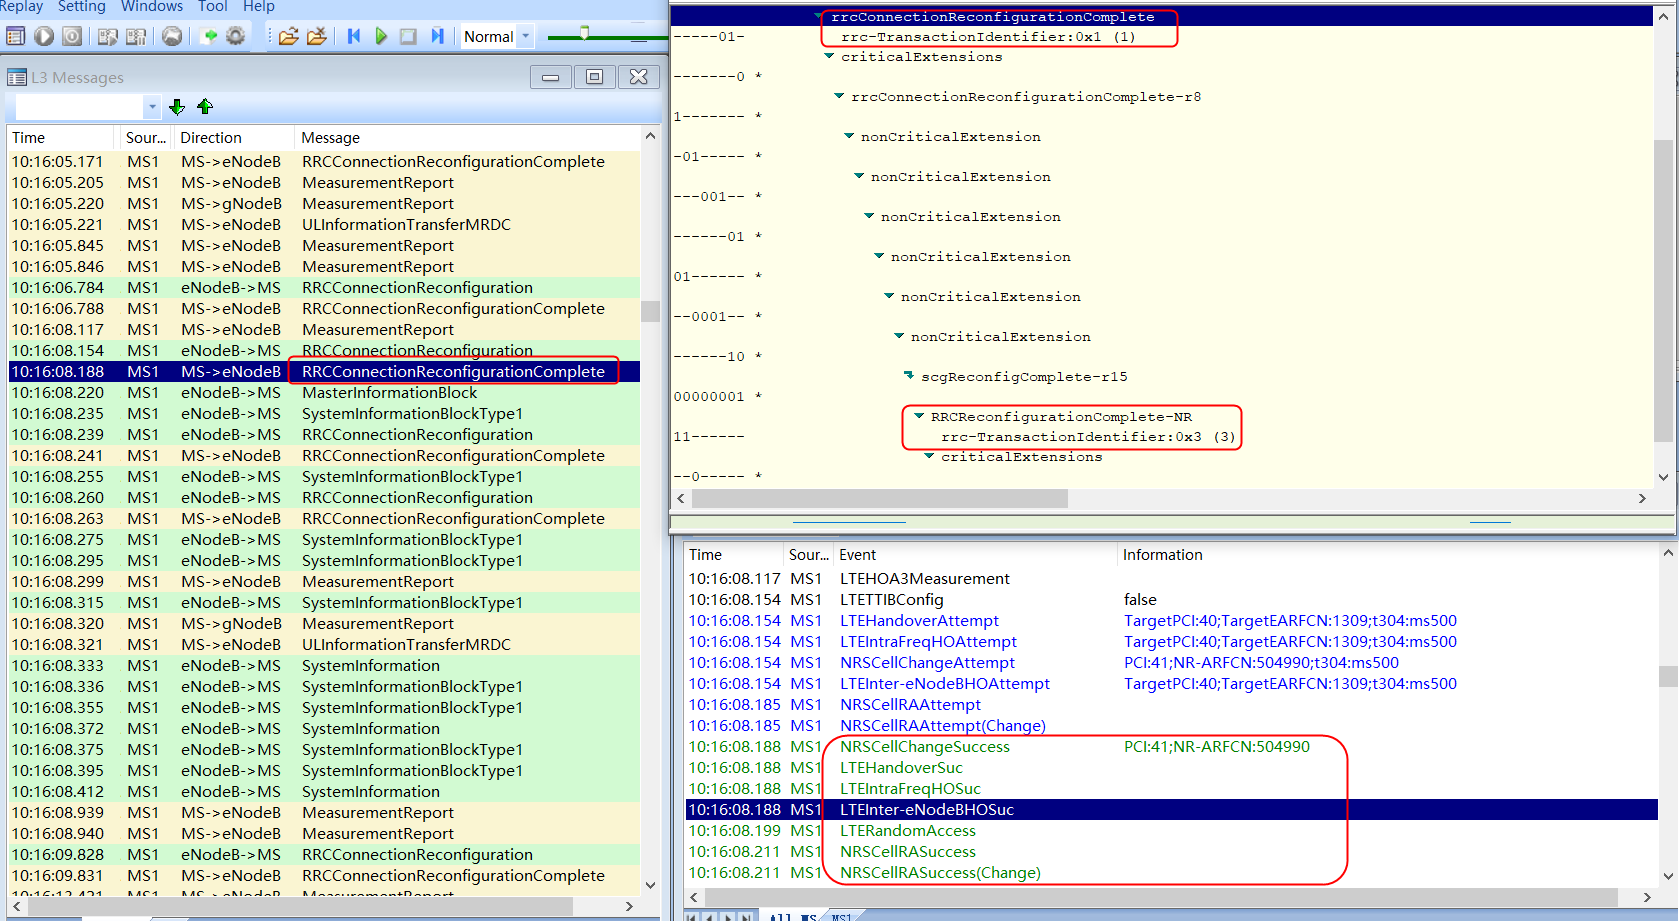 Replay Setting Windows Tool Help
Normal
L3 Messages
Time Sour... Direction Message
10:16:05.171 MS1 MS->eNodeB RRCConnectionReconfigurationComplete
10:16:05.205 MS1 MS->eNodeB MeasurementReport
10:16:05.220 MS1 MS->gNodeB MeasurementReport
10:16:05.221 MS1 MS->eNodeB ULInformationTransferMRDC
10:16:05.845 MS1 MS->eNodeB MeasurementReport
10:16:05.846 MS1 MS->eNodeB MeasurementReport
10:16:06.784 MS1 eNodeB->MS RRCConnectionReconfiguration
10:16:06.788 MS1 MS->eNodeB RRCConnectionReconfigurationComplete
10:16:08.117 MS1 MS->eNodeB MeasurementReport
10:16:08.154 MS1 eNodeB->MS RRCConnectionReconfiguration
10:16:08.188 MS1 MS->eNodeB RRCConnectionReconfigurationComplete
10:16:08.220 MS1 eNodeB->MS MasterInformationBlock
10:16:08.235 MS1 eNodeB->MS SystemInformationBlockType1
10:16:08.239 MS1 eNodeB->MS RRCConnectionReconfiguration
10:16:08.241 MS1 MS->eNodeB RRCConnectionReconfigurationComplete
10:16:08.255 MS1 eNodeB->MS SystemInformationBlockType1
10:16:08.260 MS1 eNodeB->MS RRCConnectionReconfiguration
10:16:08.263 MS1 MS->eNodeB RRCConnectionReconfigurationComplete
10:16:08.275 MS1 eNodeB->MS SystemInformationBlockType1
10:16:08.295 MS1 eNodeB->MS SystemInformationBlockType1
10:16:08.299 MS1 MS->eNodeB MeasurementReport
10:16:08.315 MS1 eNodeB->MS SystemInformationBlockType1
10:16:08.320 MS1 MS->gNodeB MeasurementReport
10:16:08.321 MS1 MS->eNodeB ULInformationTransferMRDC
10:16:08.333 MS1 eNodeB->MS SystemInformation
10:16:08.336 MS1 eNodeB->MS SystemInformationBlockType1
10:16:08.355 MS1 eNodeB->MS SystemInformationBlockType1
10:16:08.372 MS1 eNodeB->MS SystemInformation
10:16:08.375 MS1 eNodeB->MS SystemInformationBlockType1
10:16:08.395 MS1 eNodeB->MS SystemInformationBlockType1
10:16:08.412 MS1 eNodeB->MS SystemInformation
10:16:08.939 MS1 MS->eNodeB MeasurementReport
10:16:08.940 MS1 MS->eNodeB MeasurementReport
10:16:09.828 MS1 eNodeB->MS RRCConnectionReconfiguration
10:16:09.831 MS1 MS->eNodeB RRCConnectionReconfigurationComplete
10:16:13.421 MS1 MS->eNodeB MeasurementReport
rrcConnectionReconfigurationComplete
-----01- rrc-TransactionIdentifier:0x1 (1)
criticalExtensions
-------0 *
rrcConnectionReconfigurationComplete-r8
1------- *
nonCriticalExtension
-01----- *
nonCriticalExtension
---001-- *
nonCriticalExtension
------01 *
nonCriticalExtension
01------ *
nonCriticalExtension
--0001-- *
nonCriticalExtension
------10 *
scgReconfigComplete-r15
00000001 *
RRCReconfigurationComplete-NR
11------ rrc-TransactionIdentifier:0x3 (3)
criticalExtensions
--0----- *
Time Sour... Event Information
10:16:08.117 MS1 LTEHOA3Measurement
10:16:08.154 MS1 LTETTIBConfig false
10:16:08.154 MS1 LTEHandoverAttempt TargetPCI:40;TargetEARFCN:1309;t304:ms500
10:16:08.154 MS1 LTEIntraFreqHOAttempt TargetPCI:40;TargetEARFCN:1309;t304:ms500
10:16:08.154 MS1 NRSCellChangeAttempt PCI:41;NR-ARFCN:504990;t304:ms500
10:16:08.154 MS1 LTEInter-eNodeBHOAttempt TargetPCI:40;TargetEARFCN:1309;t304:ms500
10:16:08.185 MS1 NRSCellRAAttempt
10:16:08.185 MS1 NRSCellRAAttempt(Change)
10:16:08.188 MS1 NRSCellChangeSuccess PCI:41;NR-ARFCN:504990
10:16:08.188 MS1 LTEHandoverSuc
10:16:08.188 MS1 LTEIntraFreqHOSuc
10:16:08.188 MS1 LTEInter-eNodeBHOSuc
10:16:08.199 MS1 LTERandomAccess
10:16:08.211 MS1 NRSCellRASuccess
10:16:08.211 MS1 NRSCellRASuccess(Change)
All MS MS1